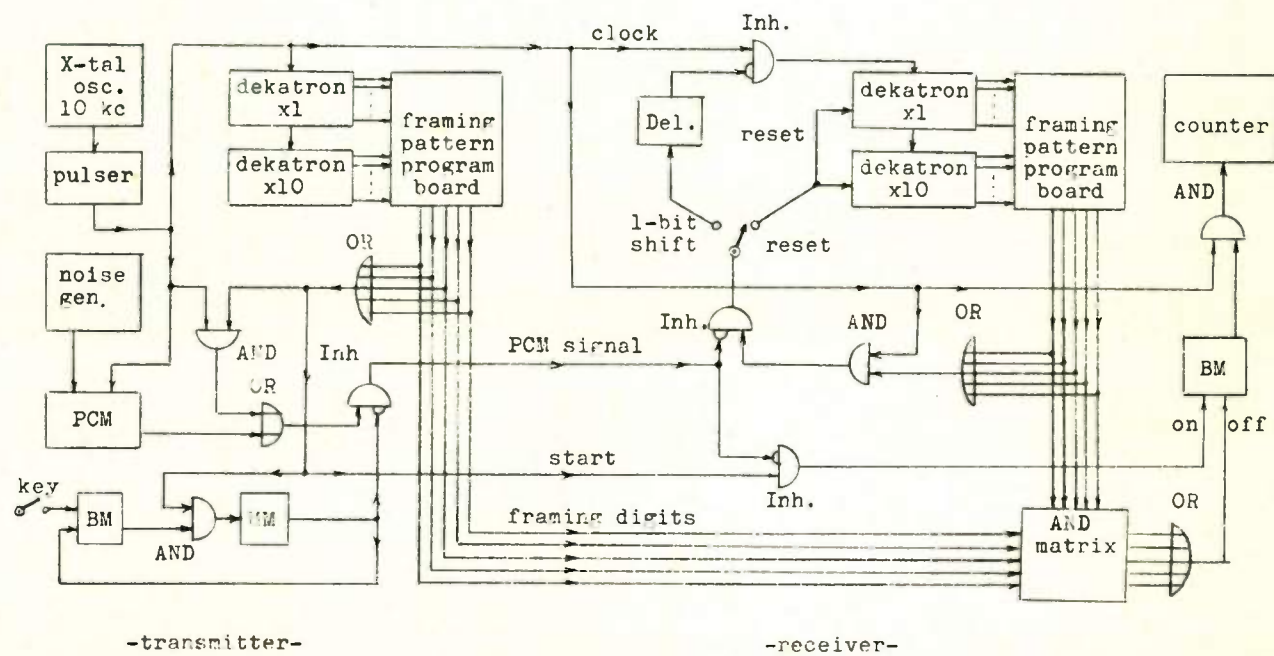 X-tal
osc.
10 kc
pulser
noise
gen.
PCM
key
BM
AND
MM
dekatron
x1
dekatron
x10
framing
pattern
program
board
OR
AND
OR
Inh
clock
Inh.
Del.
1-bit
shift
reset
reset
dekatron
x1
dekatron
x10
framing
pattern
program
board
counter
AND
Inh.
AND
OR
PCM signal
BM
on
off
start
Inh.
framing digits
AND
matrix
OR
-transmitter-
-receiver-